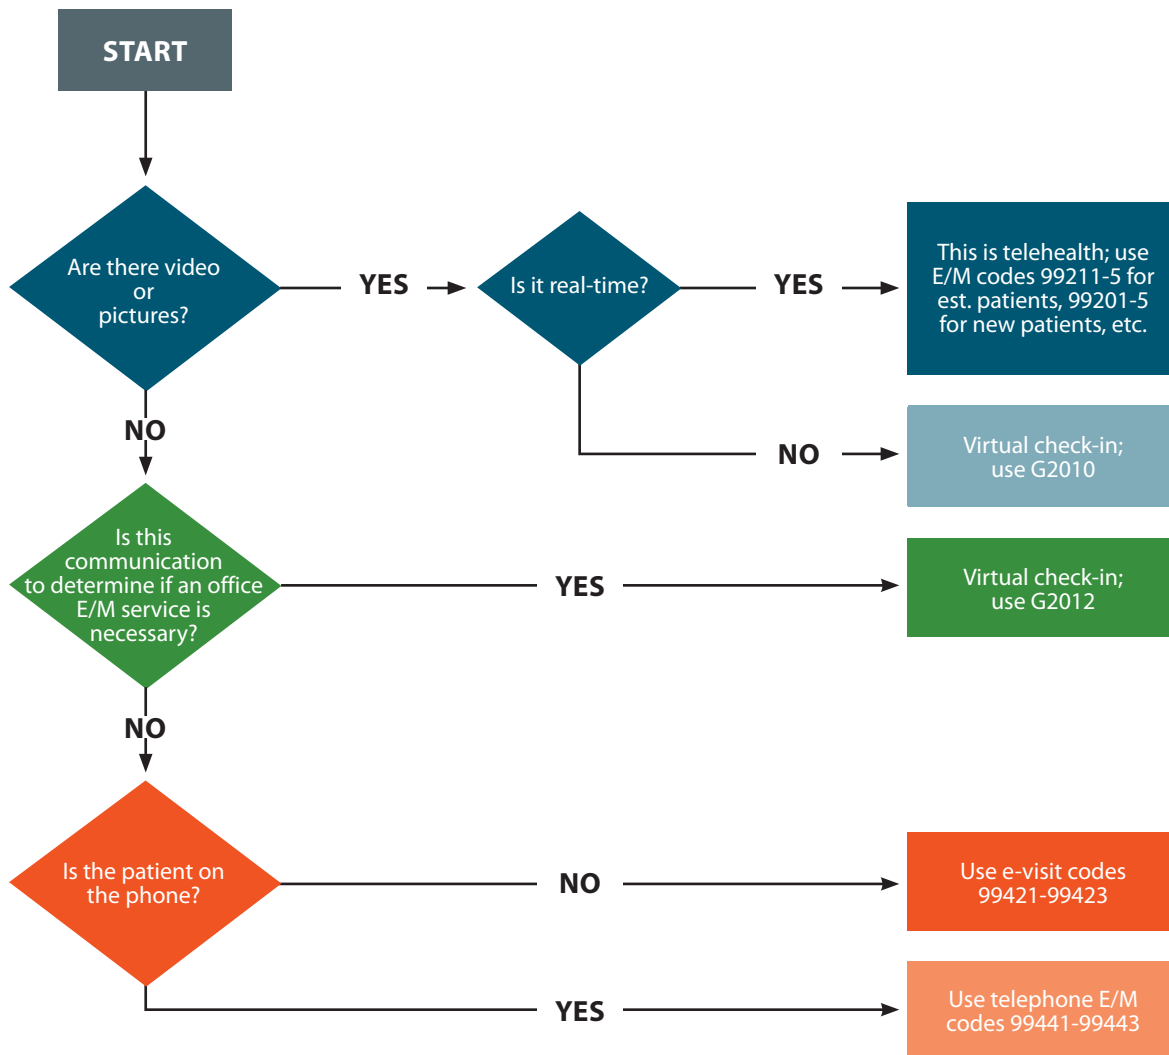 START
Are there video
or
pictures?
YES
Is it real-time?
YES
This is telehealth; use
E/M codes 99211-5 for
est. patients, 99201-5
for new patients, etc.
NO
NO
Virtual check-in;
use G2010
Is this
communication
to determine if an office
E/M service is
necessary?
YES
Virtual check-in;
use G2012
NO
Is the patient on
the phone?
NO
Use e-visit codes
99421-99423
YES
Use telephone E/M
codes 99441-99443